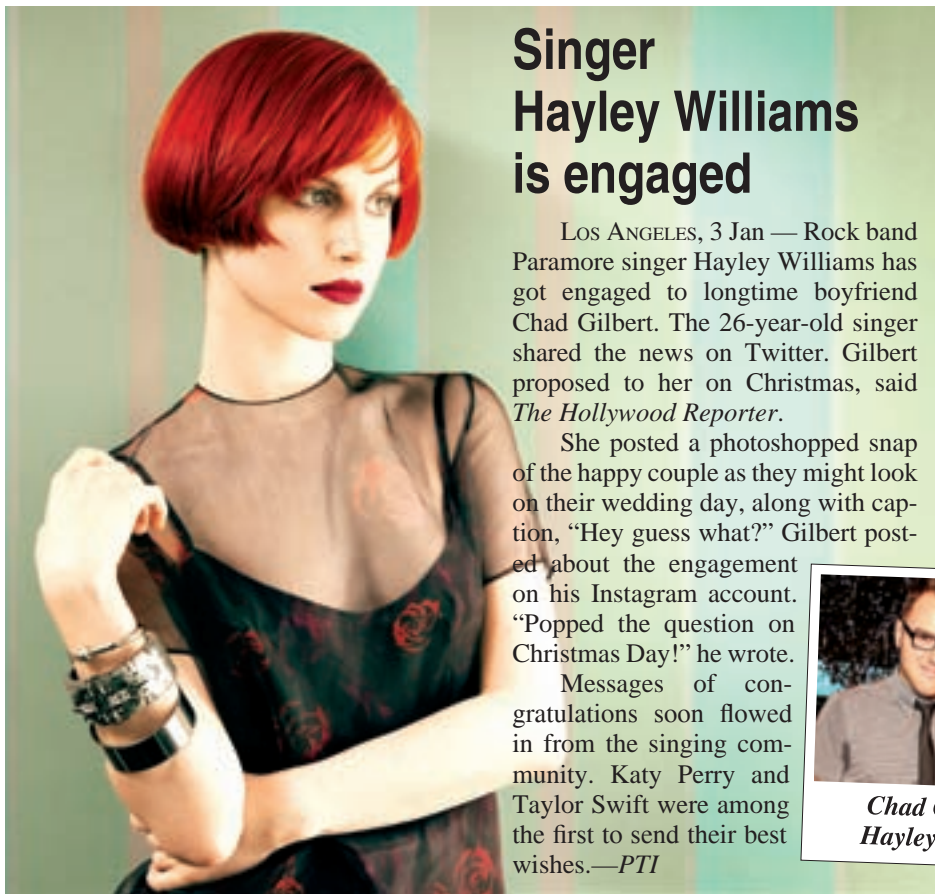 Singer
Hayley Williams
is engaged
Los Angeles, 3 Jan — Rock band
Paramore singer Hayley Williams has
got engaged to longtime boyfriend
Chad Gilbert. The 26-year-old singer
shared the news on Twitter. Gilbert
proposed to her on Christmas, said
The Hollywood Reporter.
She posted a photoshopped snap
of the happy couple as they might look
on their wedding day, along with cap-
tion, “Hey guess what?” Gilbert post-
ed about the engagement
on his Instagram account.
“Popped the question on
Christmas Day!” he wrote.
Messages of con-
gratulations soon flowed
in from the singing com-
munity. Katy Perry and
Taylor Swift were among
the first to send their best
wishes.—PTI
Chad
Hayley